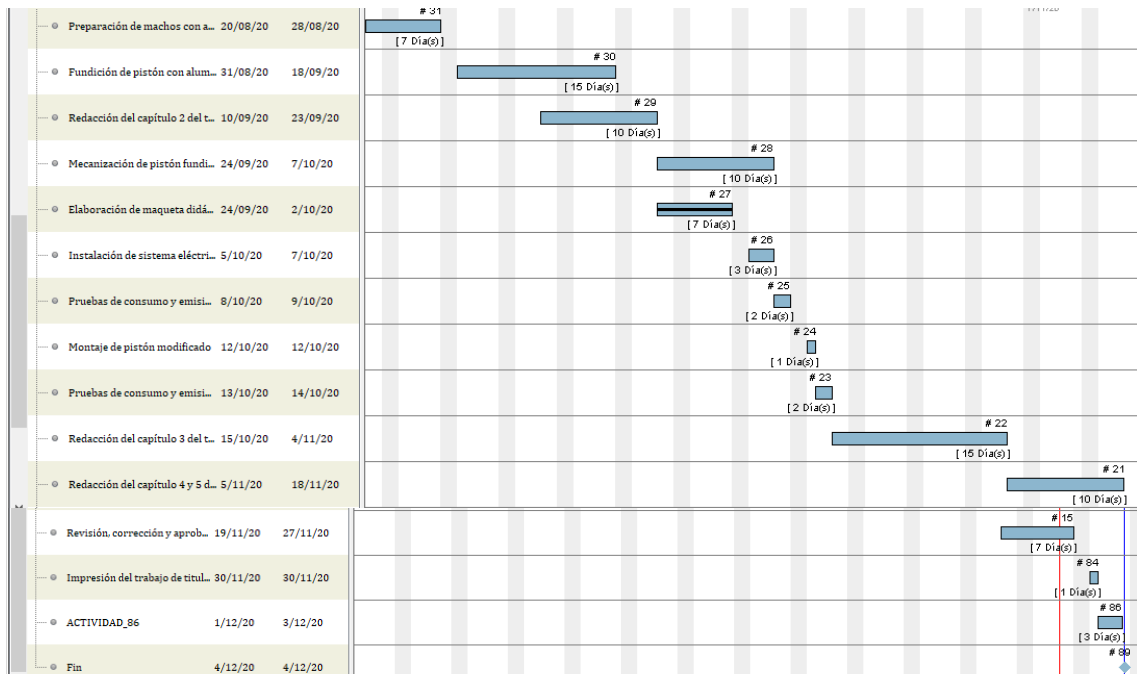 # 31
Preparación de machos con a... 20/08/20 28/08/20
[ 7 Día(s) ]
# 30
Fundición de pistón con alum... 31/08/20 18/09/20
[ 15 Día(s) ]
# 29
Redacción del capítulo 2 del t... 10/09/20 23/09/20
[ 10 Día(s) ]
# 28
Mecanización de pistón fundi... 24/09/20 7/10/20
[ 10 Día(s) ]
# 27
Elaboración de maqueta didá... 24/09/20 2/10/20
[ 7 Día(s) ]
# 26
Instalación de sistema eléctri... 5/10/20 7/10/20
[ 3 Día(s) ]
# 25
Pruebas de consumo y emisi... 8/10/20 9/10/20
[ 2 Día(s) ]
# 24
Montaje de pistón modificado 12/10/20 12/10/20
[ 1 Día(s) ]
# 23
Pruebas de consumo y emisi... 13/10/20 14/10/20
[ 2 Día(s) ]
# 22
Redacción del capítulo 3 del t... 15/10/20 4/11/20
[ 15 Día(s) ]
# 21
Redacción del capítulo 4 y 5 d... 5/11/20 18/11/20
[ 10 Día(s) ]
# 15
Revisión, corrección y aprob... 19/11/20 27/11/20
[ 7 Día(s) ]
# 84
Impresión del trabajo de titul... 30/11/20 30/11/20
[ 1 Día(s) ]
# 86
ACTIVIDAD_86 1/12/20 3/12/20
[ 3 Día(s) ]
# 89
Fin 4/12/20 4/12/20